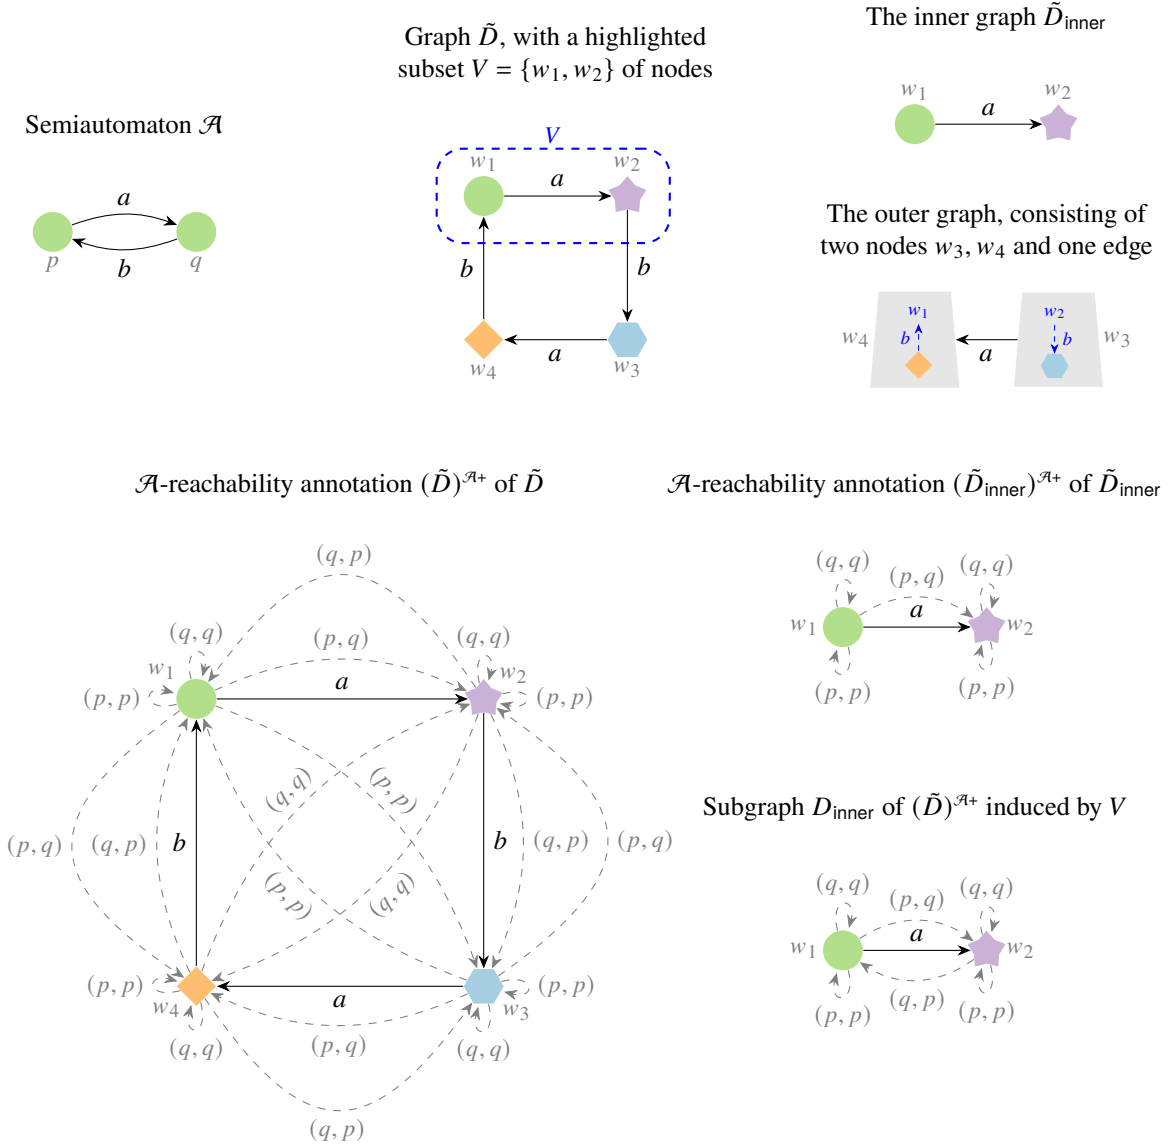 Semiautomaton 𝒜
a
p
b
q
Graph D̃, with a highlighted
subset V = {w₁, w₂} of nodes
V
w₁
w₂
a
b
b
a
w₄
w₃
The inner graph D̃inner
w₁
w₂
a
The outer graph, consisting of
two nodes w₃, w₄ and one edge
w₁
w₂
w₄
b
b
w₃
a
𝒜-reachability annotation (D̃)^𝒜+ of D̃
(q, p)
(q, q)
(p, q)
(q, q)
w₁
w₂
(p, p)
a
(p, p)
(q, q)
(p, p)
(p, q)
(q, p)
b
b
(q, p)
(p, q)
(p, p)
(q, q)
(p, p)
a
(p, p)
w₄
w₃
(q, q)
(p, q)
(q, q)
(q, p)
𝒜-reachability annotation (D̃inner)^𝒜+ of D̃inner
(q, q)
(p, q)
(q, q)
a
w₁
w₂
(p, p)
(p, p)
Subgraph Dinner of (D̃)^𝒜+ induced by V
(q, q)
(p, q)
(q, q)
a
w₁
w₂
(p, p)
(q, p)
(p, p)